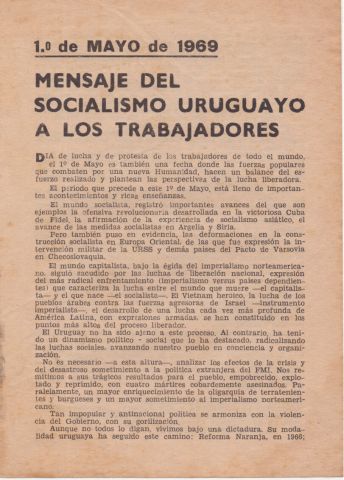 1.º de MAYO de 1969
MENSAJE DEL
SOCIALISMO URUGUAYO
A LOS TRABAJADORES
DIA de lucha y de protesta de los trabajadores de todo el mundo,
el 1º de Mayo es también una fecha donde las fuerzas populares
que combaten por una nueva Humanidad, hacen un balance del es-
fuerzo realizado y plantean las perspectivas de la lucha liberadora.
El período que precede a este 1º de Mayo, está lleno de importan-
tes acontecimientos y ricas enseñanzas.
El mundo socialista, registró importantes avances del que son
ejemplos la ofensiva revolucionaria desarrollada en la victoriosa Cuba
de Fidel, la afirmación de la experiencia de socialismo asiático, el
avance de las medidas socialistas en Argelia y Siria.
Pero también puso en evidencia, las deformaciones en la cons-
trucción socialista en Europa Oriental, de las que fue expresión la in-
tervención militar de la URSS y demás países del Pacto de Varsovia
en Checoslovaquia.
El mundo capitalista, bajo la égida del imperialismo norteamerica-
no, siguió sacudido por las luchas de liberación nacional, expresión
del más radical enfrentamiento (imperialismo versus países dependien-
tes) que caracteriza la lucha entre el mundo que muere —el capitalis-
ta— y el que nace —el socialista—. El Vietnam heroico, la lucha de los
pueblos árabes contra las fuerzas agresoras de Israel —instrumento
imperialista—, el desarrollo de una lucha cada vez más profunda de
América Latina, con expresiones armadas, se han constituido en los
puntos más altos del proceso liberador.
El Uruguay no ha sido ajeno a este proceso. Al contrario, ha teni-
do un dinamismo político - social que lo ha destacado, radicalizando
las luchas sociales, avanzando nuestro pueblo en conciencia y organi-
zación.
No es necesario —a esta altura—, analizar los efectos de la crisis y
del desastroso sometimiento a la política extranjera del FMI. Nos re-
mitimos a sus trágicos resultados para el pueblo, empobrecido, explo-
tado y reprimido, con cuatro mártires cobardemente asesinados. Pa-
ralelamente, un mayor enriquecimiento de la oligarquía de terratenien-
tes y burgueses y un mayor sometimiento al imperialismo norteameri-
cano.
Tan impopular y antinacional política se armoniza con la violen-
cia del Gobierno, con su gorilización.
Aunque no todos lo digan, vivimos bajo una dictadura. Su moda-
lidad uruguaya ha seguido este camino: Reforma Naranja, en 1966;